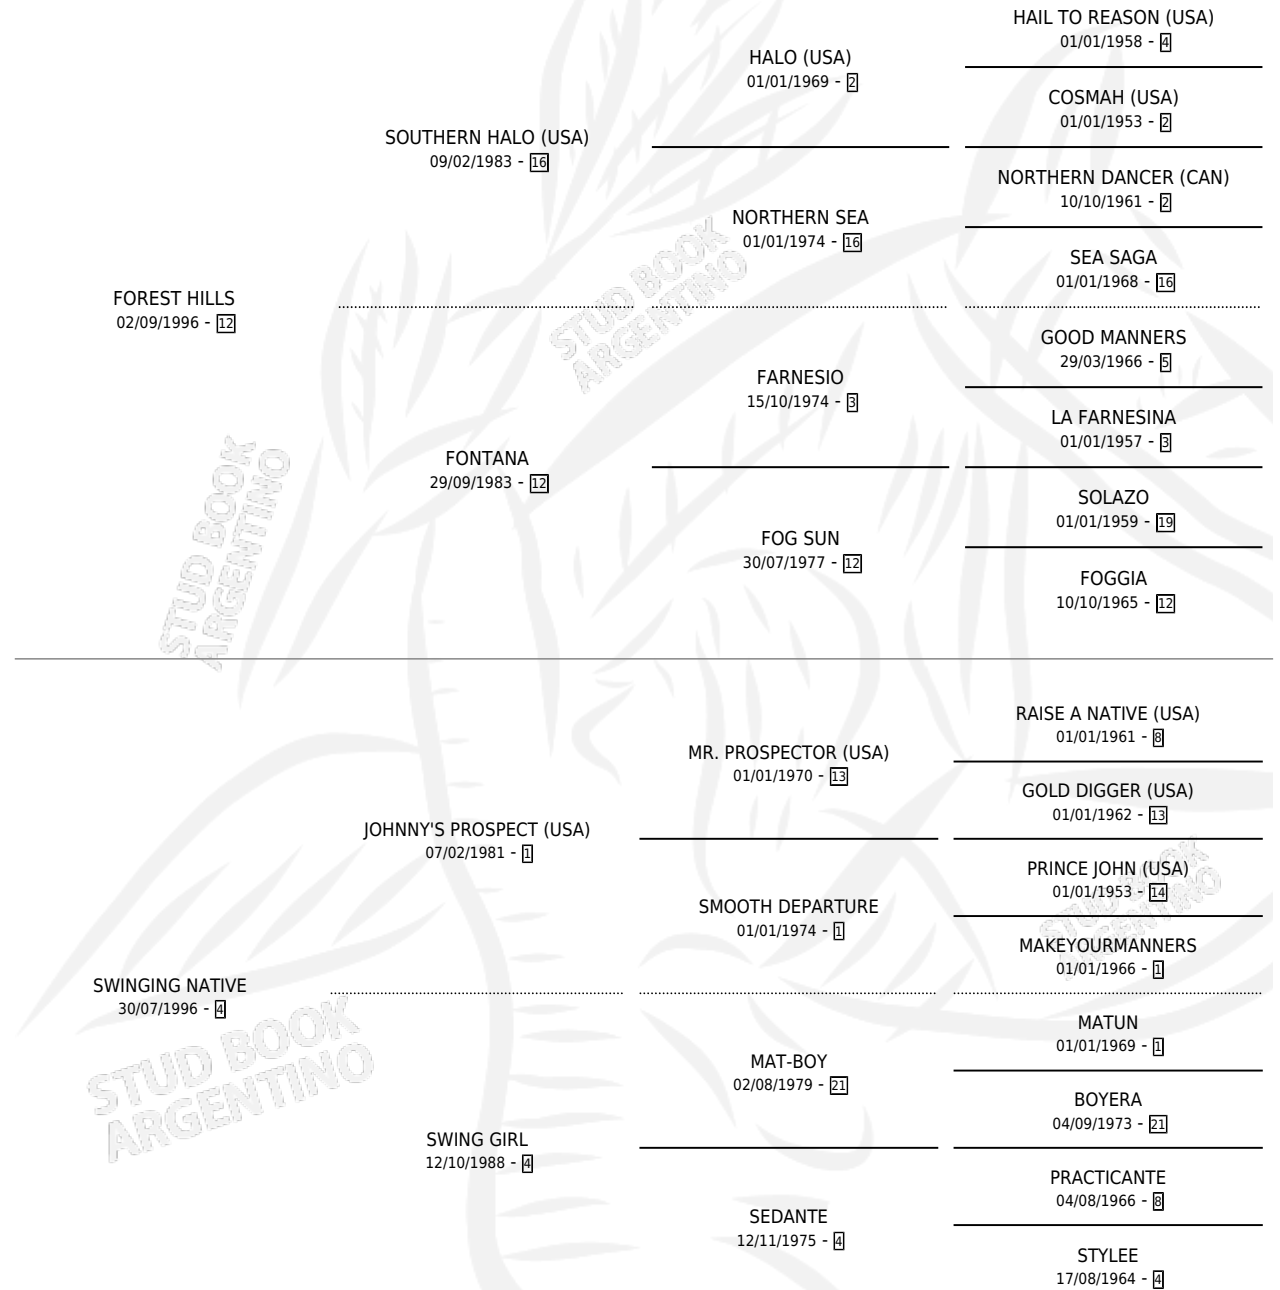 HAIL TO REASON (USA)
01/01/1958 - 4
HALO (USA)
01/01/1969 - 2
COSMAH (USA)
01/01/1953 - 2
SOUTHERN HALO (USA)
09/02/1983 - 16
NORTHERN DANCER (CAN)
10/10/1961 - 2
NORTHERN SEA
01/01/1974 - 16
SEA SAGA
01/01/1968 - 16
STUD BOOK
ARGENTINO
FOREST HILLS
02/09/1996 - 12
GOOD MANNERS
29/03/1966 - 5
FARNESIO
15/10/1974 - 3
LA FARNESINA
01/01/1957 - 3
FONTANA
29/09/1983 - 12
SOLAZO
01/01/1959 - 19
FOG SUN
30/07/1977 - 12
FOGGIA
10/10/1965 - 12
STUD BOOK
ARGENTINO
RAISE A NATIVE (USA)
01/01/1961 - 8
MR. PROSPECTOR (USA)
01/01/1970 - 13
GOLD DIGGER (USA)
01/01/1962 - 13
JOHNNY'S PROSPECT (USA)
07/02/1981 - 1
PRINCE JOHN (USA)
01/01/1953 - 14
STUD BOOK
ARGENTINO
SMOOTH DEPARTURE
01/01/1974 - 1
MAKEYOURMANNERS
01/01/1966 - 1
SWINGING NATIVE
30/07/1996 - 4
MATUN
01/01/1969 - 1
MAT-BOY
02/08/1979 - 21
BOYERA
04/09/1973 - 21
STUD BOOK
ARGENTINO
SWING GIRL
12/10/1988 - 4
PRACTICANTE
04/08/1966 - 8
SEDANTE
12/11/1975 - 4
STYLEE
17/08/1964 - 4